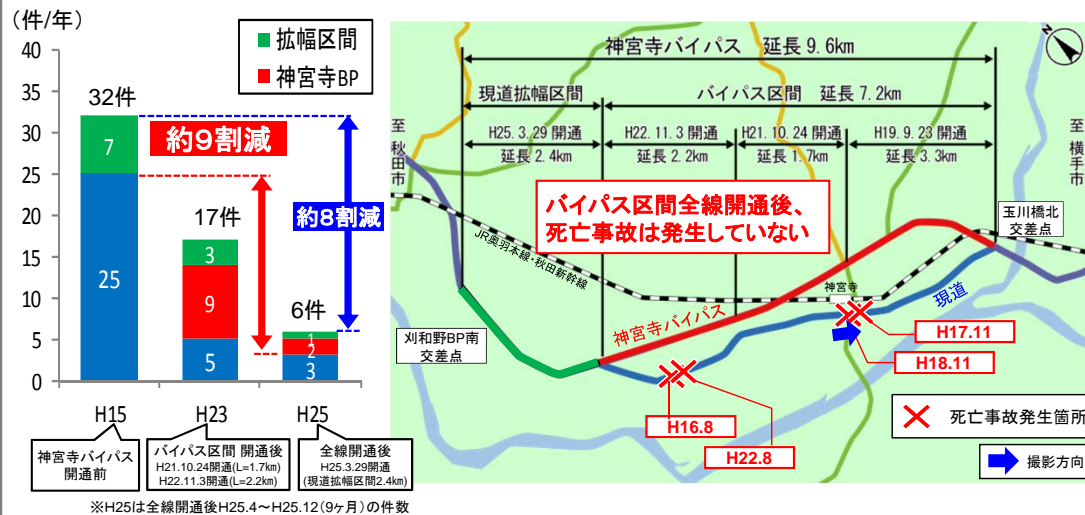 (件/年)
40
35
30
25
20
15
10
5
0
拡幅区間
神宮寺BP
32件
約9割減
7
25
17件
約8割減
3
9
5
6件
1
2
3
H15
H23
H25
神宮寺バイパス
開通前
バイパス区間 開通後
H21.10.24開通(L=1.7km)
H22.11.3開通(L=2.2km)
全線開通後
H25.3.29開通
(現道拡幅区間2.4km)
※H25は全線開通後H25.4～H25.12(9ヶ月)の件数
神宮寺バイパス 延長 9.6km
N
現道拡幅区間
バイパス区間 延長 7.2km
H25.3.29 開通
延長 2.4km
H22.11.3 開通
延長 2.2km
H21.10.24 開通
延長 1.7km
H19.9.23 開通
延長 3.3km
至 秋田市
至 横手市
バイパス区間全線開通後、
死亡事故は発生していない
玉川橋北
交差点
JR奥羽本線・秋田新幹線
神宮寺
現道
神宮寺バイパス
刈和野BP南
交差点
H17.11
H18.11
H16.8
H22.8
死亡事故発生箇所
撮影方向